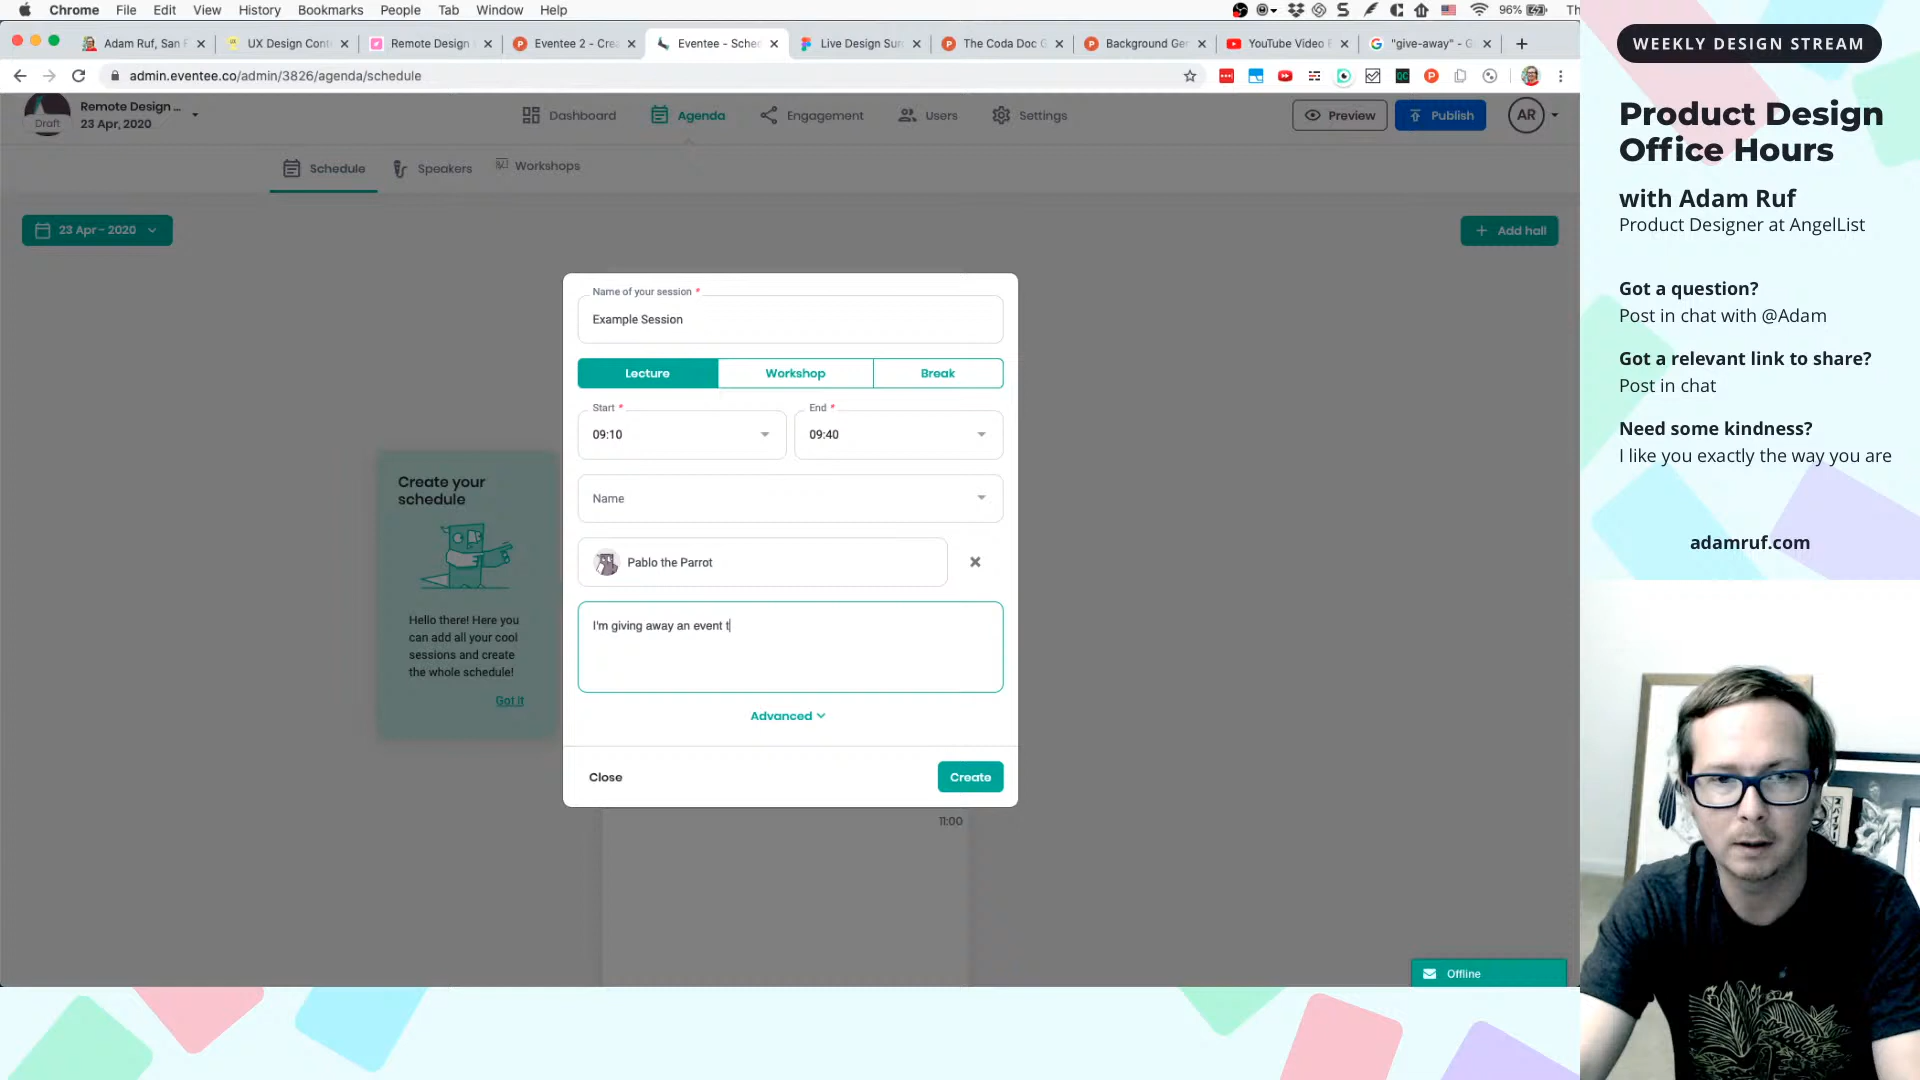 Chrome File Edit View History Bookmarks People Tab Window Help 96% Th
Adam Ruf, San F UX Design Cont Remote Design Eventee 2 - Crea Eventee - Sched Live Design Surg The Coda Doc G Background Ger YouTube Video E "give-away" - G
admin.eventee.co/admin/3826/agenda/schedule
Remote Design ...
23 Apr, 2020
Draft
Dashboard Agenda Engagement Users Settings
Preview Publish AR
Schedule Speakers Workshops
23 Apr - 2020
+ Add hall
Create your
schedule
Hello there! Here you
can add all your cool
sessions and create
the whole schedule!
Got it
Name of your session *
Example Session
Lecture Workshop Break
Start * End *
09:10 09:40
Name
Pablo the Parrot
I'm giving away an event t
Advanced
Close Create
11:00
Offline
WEEKLY DESIGN STREAM
Product Design
Office Hours
with Adam Ruf
Product Designer at AngelList
Got a question?
Post in chat with @Adam
Got a relevant link to share?
Post in chat
Need some kindness?
I like you exactly the way you are
adamruf.com